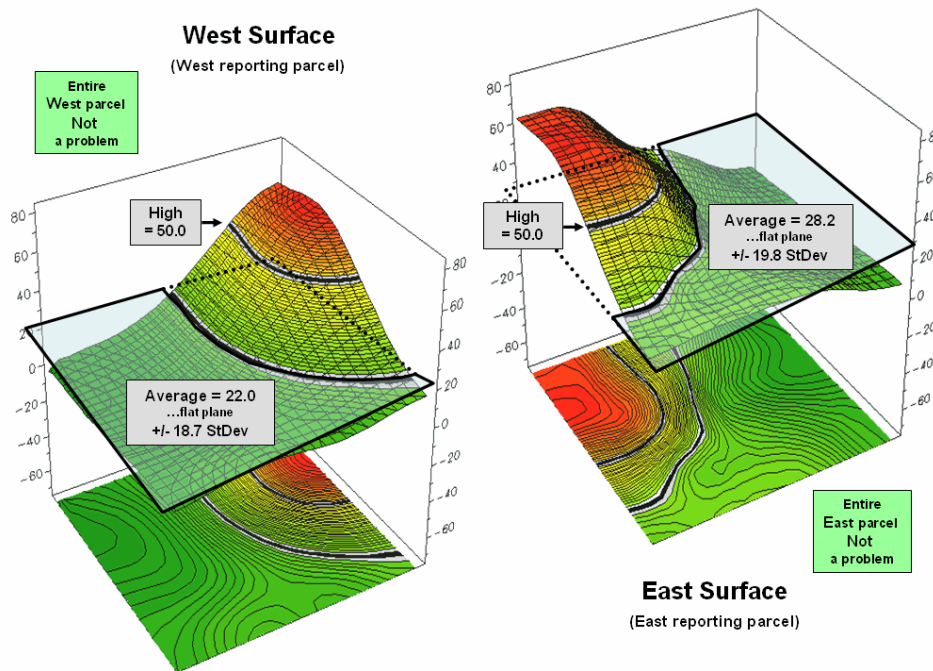 West Surface
(West reporting parcel)
Entire
West parcel
Not
a problem
High
= 50.0
80
60
40
20
0
-20
-40
-60
Average = 22.0
...flat plane
+/- 18.7 StDev
80
60
40
20
0
-20
-40
-60
80
60
40
High
= 50.0
-20
-40
-60
Average = 28.2
...flat plane
+/- 19.8 StDev
80
60
40
20
0
-20
-40
-60
Entire
East parcel
Not
a problem
East Surface
(East reporting parcel)